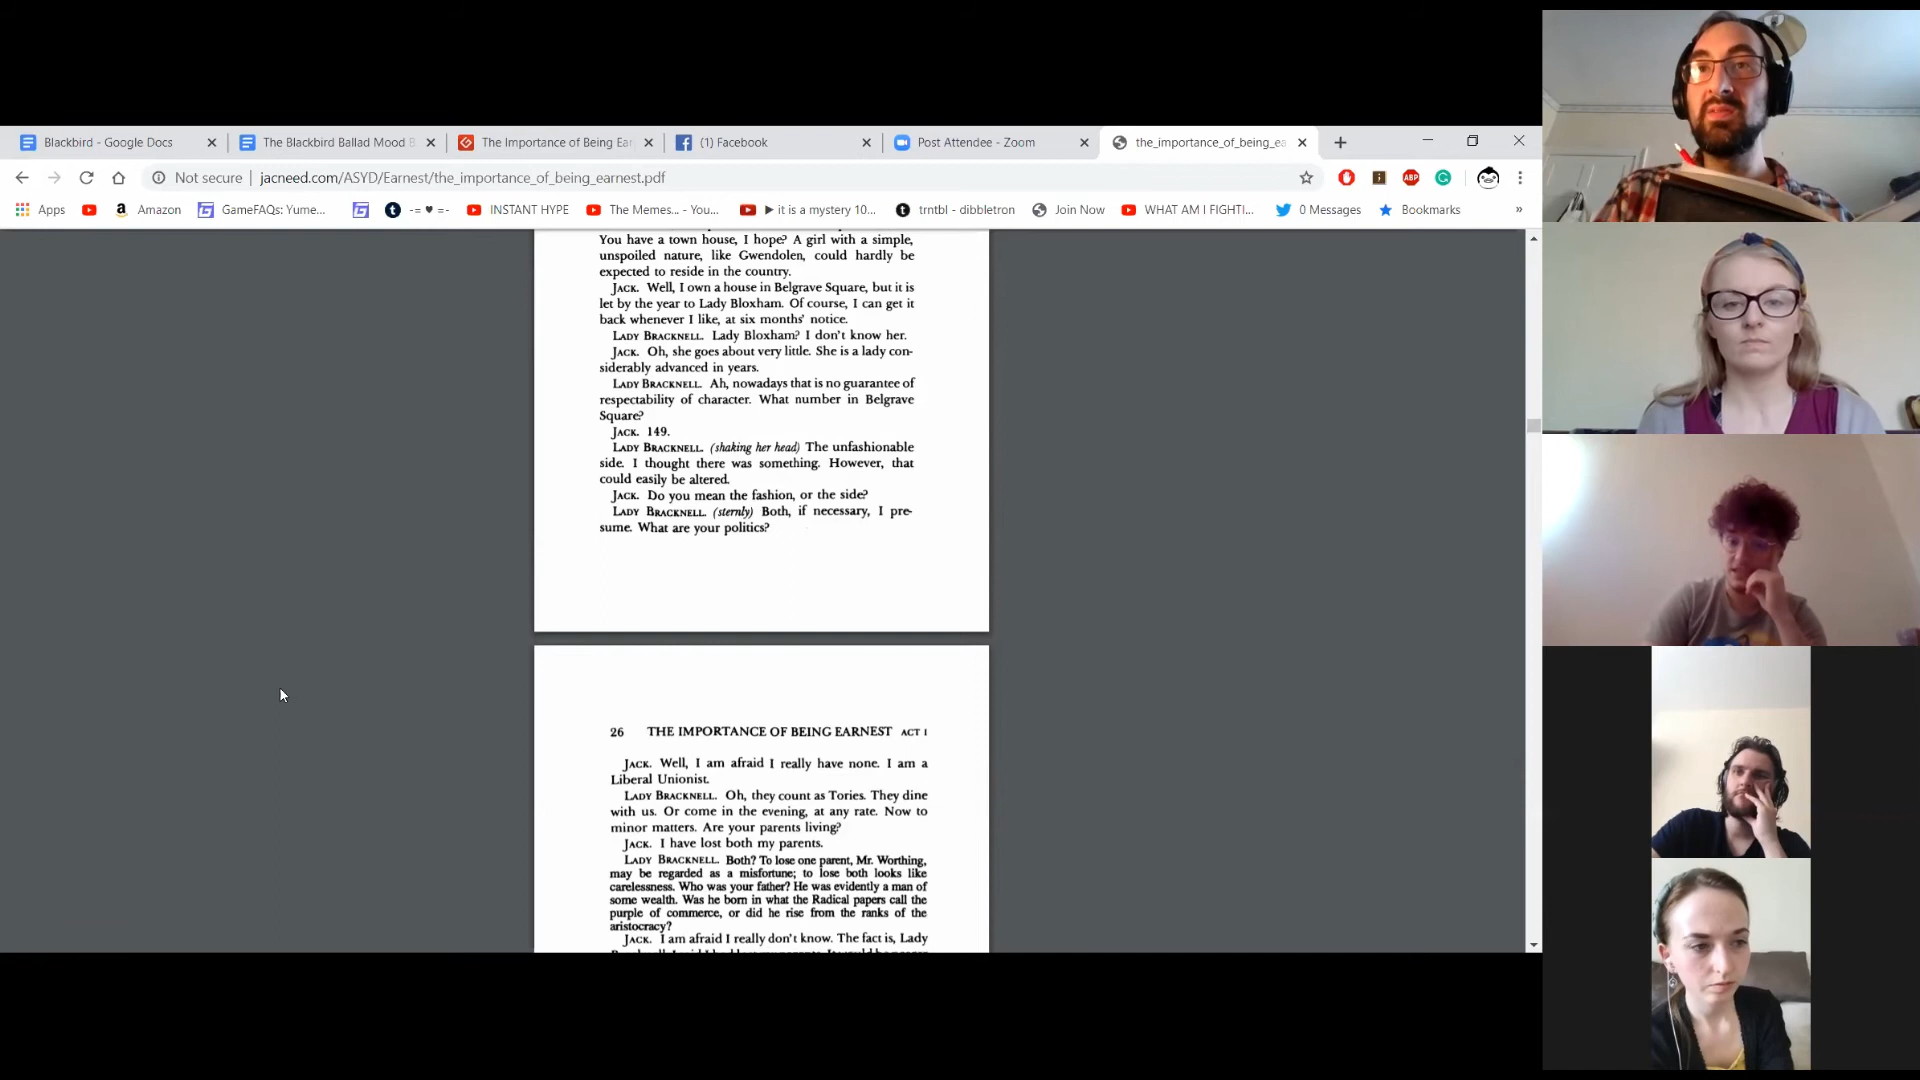 Blackbird - Google Docs
The Blackbird Ballad Mood B
The Importance of Being Ear
(1) Facebook
Post Attendee - Zoom
the_importance_of_being_ea
Not secure
jacneed.com/ASYD/Earnest/the_importance_of_being_earnest.pdf
ABP
Apps
Amazon
GameFAQs: Yume...
-= ♥ =-
INSTANT HYPE
The Memes... - You...
▶ it is a mystery 10...
trntbl - dibbletron
Join Now
WHAT AM I FIGHTI...
0 Messages
Bookmarks
»
You have a town house, I hope? A girl with a simple,
unspoiled nature, like Gwendolen, could hardly be
expected to reside in the country.
JACK. Well, I own a house in Belgrave Square, but it is
let by the year to Lady Bloxham. Of course, I can get it
back whenever I like, at six months' notice.
LADY BRACKNELL. Lady Bloxham? I don't know her.
JACK. Oh, she goes about very little. She is a lady con-
siderably advanced in years.
LADY BRACKNELL. Ah, nowadays that is no guarantee of
respectability of character. What number in Belgrave
Square?
JACK. 149.
LADY BRACKNELL. (shaking her head) The unfashionable
side. I thought there was something. However, that
could easily be altered.
JACK. Do you mean the fashion, or the side?
LADY BRACKNELL. (sternly) Both, if necessary, I pre-
sume. What are your politics?
26 THE IMPORTANCE OF BEING EARNEST ACT I
JACK. Well, I am afraid I really have none. I am a
Liberal Unionist.
LADY BRACKNELL. Oh, they count as Tories. They dine
with us. Or come in the evening, at any rate. Now to
minor matters. Are your parents living?
JACK. I have lost both my parents.
LADY BRACKNELL. Both? To lose one parent, Mr. Worthing,
may be regarded as a misfortune; to lose both looks like
carelessness. Who was your father? He was evidently a man of
some wealth. Was he born in what the Radical papers call the
purple of commerce, or did he rise from the ranks of the
aristocracy?
JACK. I am afraid I really don't know. The fact is, Lady